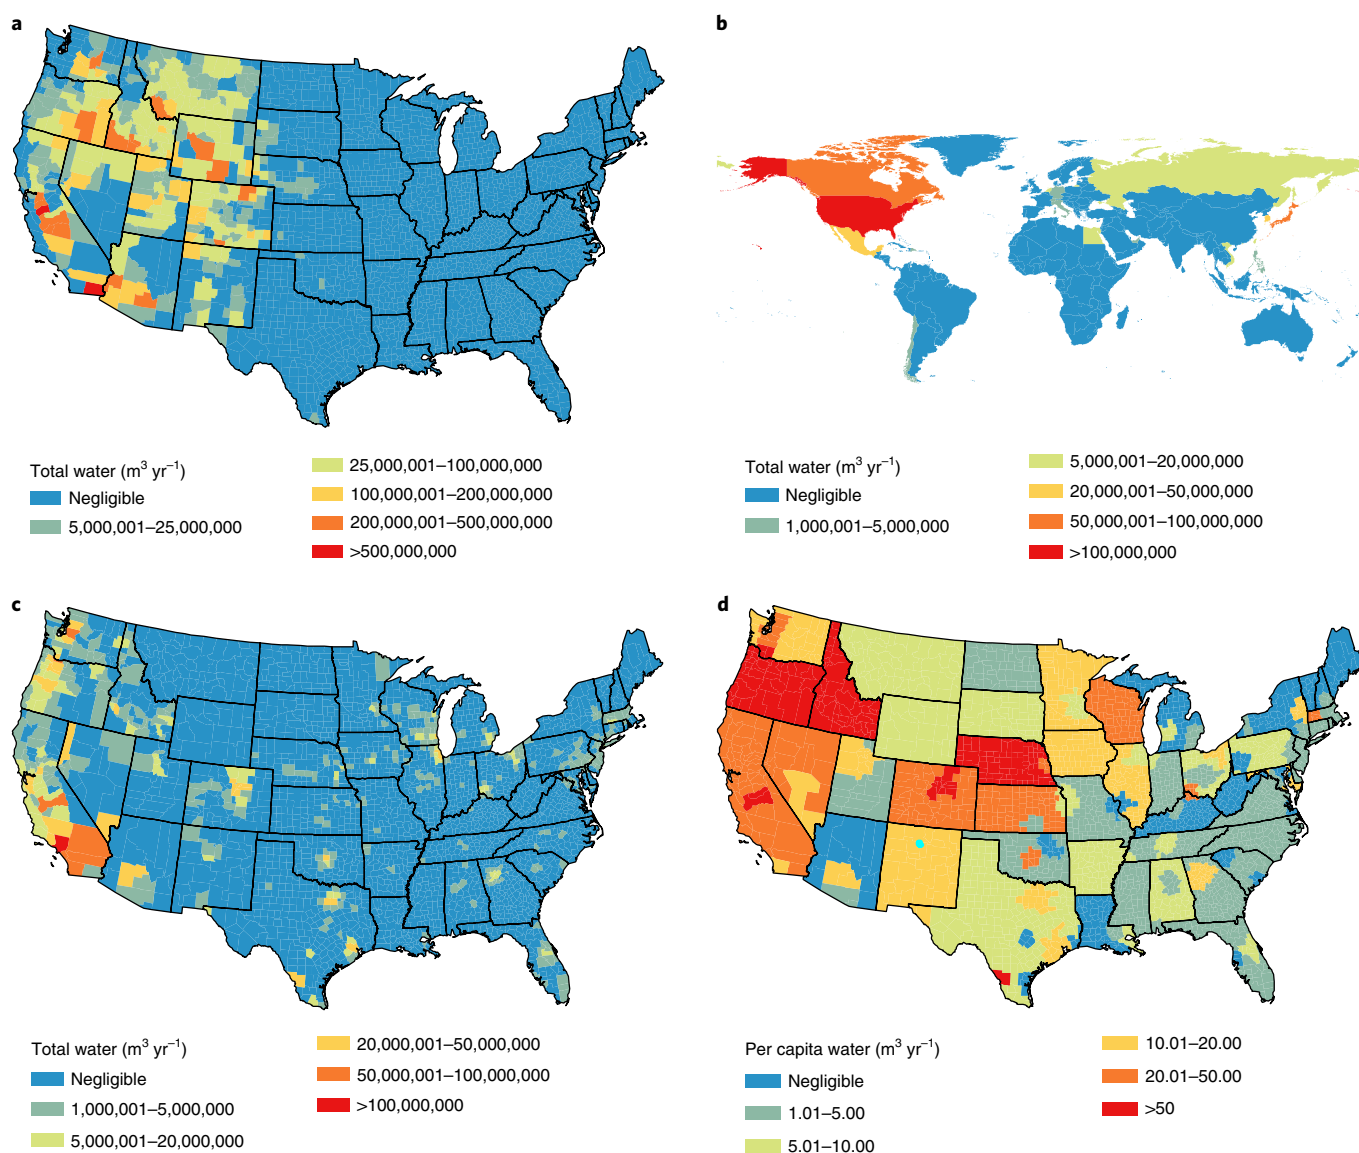 a
b
Total water (m³ yr⁻¹)
Negligible
5,000,001–25,000,000
25,000,001–100,000,000
100,000,001–200,000,000
200,000,001–500,000,000
>500,000,000
Total water (m³ yr⁻¹)
Negligible
1,000,001–5,000,000
5,000,001–20,000,000
20,000,001–50,000,000
50,000,001–100,000,000
>100,000,000
c
d
Total water (m³ yr⁻¹)
Negligible
1,000,001–5,000,000
5,000,001–20,000,000
20,000,001–50,000,000
50,000,001–100,000,000
>100,000,000
Per capita water (m³ yr⁻¹)
Negligible
1.01–5.00
5.01–10.00
10.01–20.00
20.01–50.00
>50